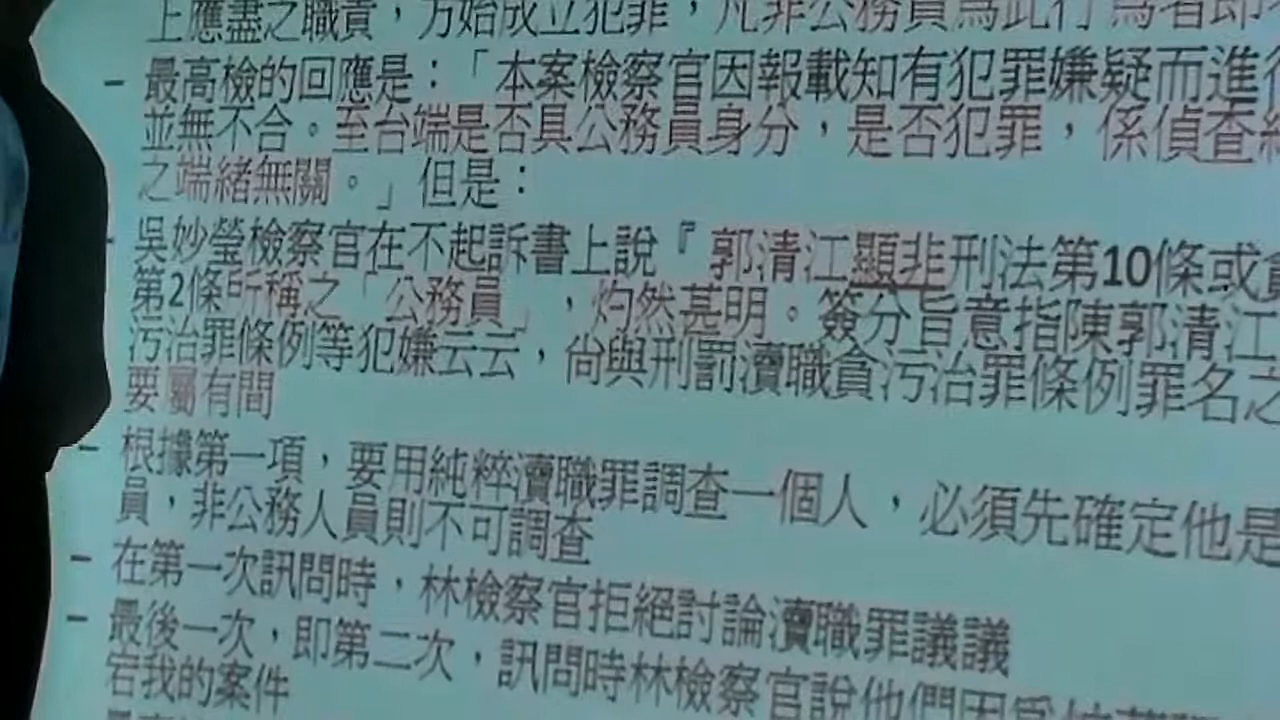 上應盡之職責，方始成立犯罪，凡非公務員為此行為者即
– 最高檢的回應是：「本案檢察官因報載知有犯罪嫌疑而進行
並無不合。至台端是否具公務員身分，是否犯罪，係偵查
之端緒無關。」但是：
- 吳妙瑩檢察官在不起訴書上說『郭清江顯非刑法第10條或貪
第2條所稱之「公務員」，灼然甚明。簽分旨意指陳郭清江
污治罪條例等犯嫌云云，尚與刑罰瀆職貪污治罪條例罪名之
要屬有間
– 根據第一項，要用純粹瀆職罪調查一個人，必須先確定他是
員，非公務人員則不可調查
– 在第一次訊問時，林檢察官拒絕討論瀆職罪議議
– 最後一次，即第二次，訊問時林檢察官說他們因為
宕我的案件